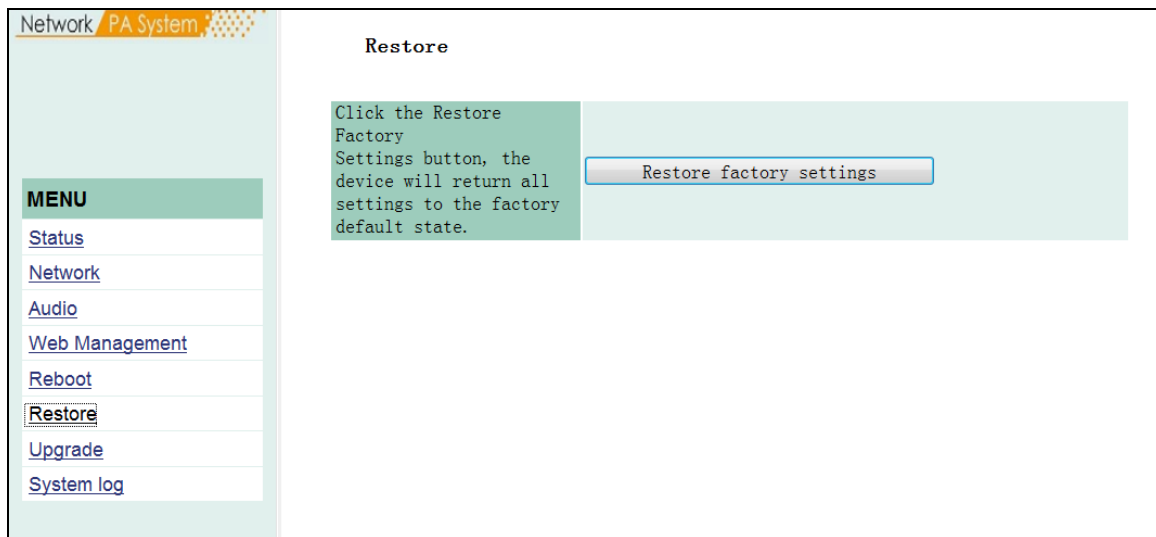 Network PA System
Restore
Click the Restore
Factory
Settings button, the
device will return all
settings to the factory
default state.
Restore factory settings
MENU
Status
Network
Audio
Web Management
Reboot
Restore
Upgrade
System log